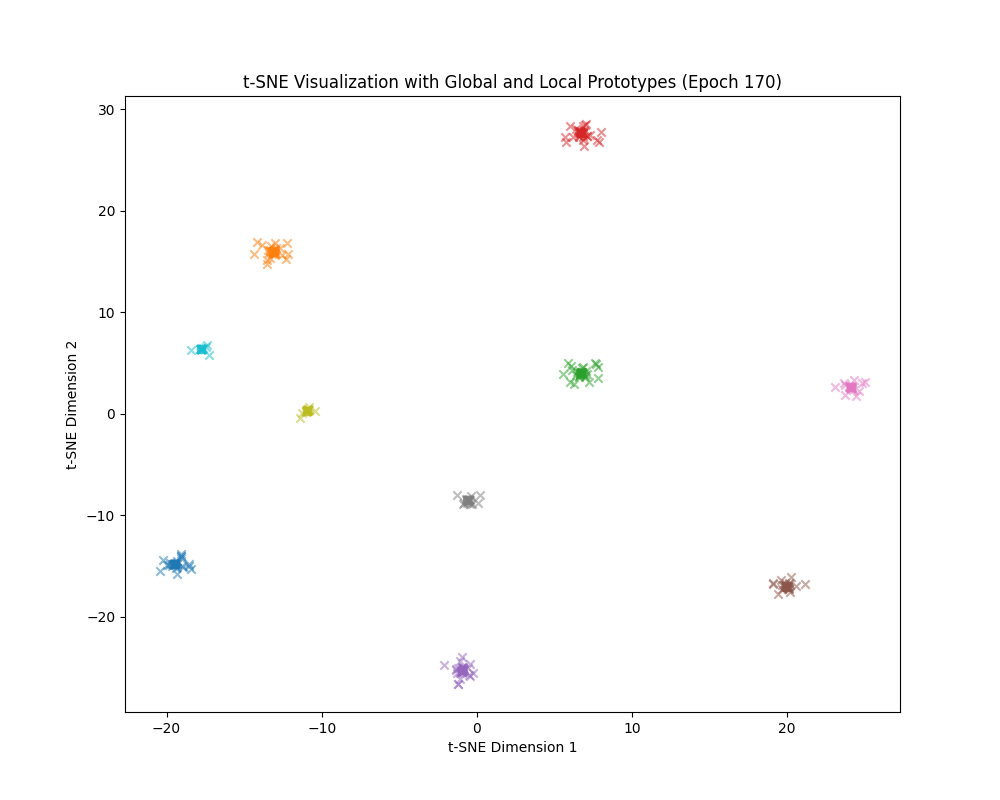 t-SNE Visualization with Global and Local Prototypes (Epoch 170)
30
20
10
0
−10
−20
t-SNE Dimension 2
−20 −10 0 10 20
t-SNE Dimension 1